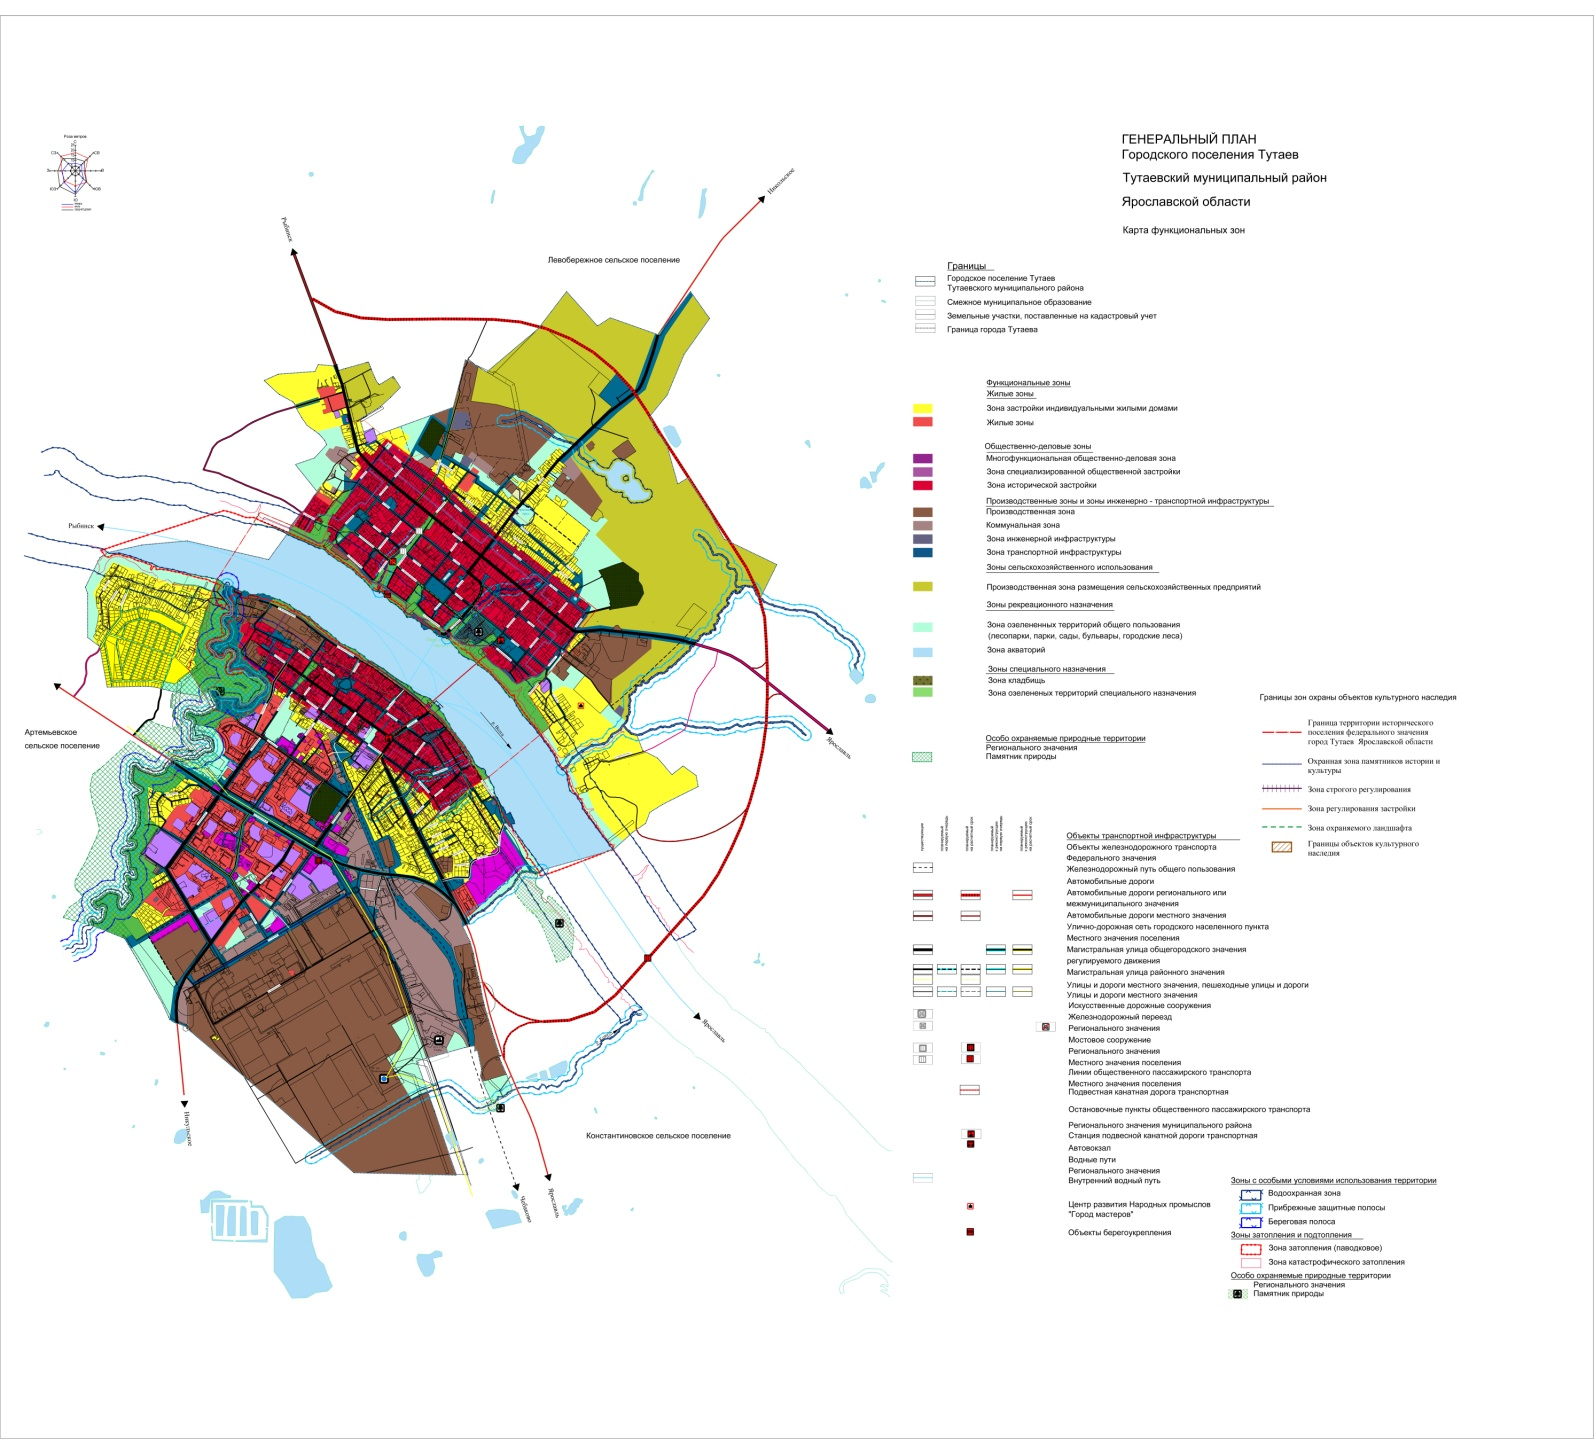 ГЕНЕРАЛЬНЫЙ ПЛАН
Городского поселения Тутаев
Тутаевский муниципальный район
Ярославской области
Карта функциональных зон
Роза ветров
СЗ
СВ
ЮЗ
ЮВ
Ю
Рыбинск
Никольское
Левобережное сельское поселение
Рыбинск
Артемьевское
сельское поселение
р. Волга
Ярославль
Ярославль
Никульское
Константиновское сельское поселение
Чебаково
Ярославль
Границы
Городское поселение Тутаев
Тутаевского муниципального района
Смежное муниципальное образование
Земельные участки, поставленные на кадастровый учет
Граница города Тутаева
Функциональные зоны
Жилые зоны
Зона застройки индивидуальными жилыми домами
Жилые зоны
Общественно-деловые зоны
Многофункциональная общественно-деловая зона
Зона специализированной общественной застройки
Зона исторической застройки
Производственные зоны и зоны инженерно - транспортной инфраструктуры
Производственная зона
Коммунальная зона
Зона инженерной инфраструктуры
Зона транспортной инфраструктуры
Зоны сельскохозяйственного использования
Производственная зона размещения сельскохозяйственных предприятий
Зоны рекреационного назначения
Зона озелененных территорий общего пользования
(лесопарки, парки, сады, бульвары, городские леса)
Зона акваторий
Зоны специального назначения
Зона кладбищь
Зона озелененых территорий специального назначения
Особо охраняемые природные территории
Регионального значения
Памятник природы
Границы зон охраны объектов культурного наследия
Граница территории исторического
поселения федерального значения
город Тутаев Ярославской области
Охранная зона памятников истории и
культуры
Зона строгого регулирования
Зона регулирования застройки
Зона охраняемого ландшафта
Границы объектов культурного
наследия
Объекты транспортной инфраструктуры
Объекты железнодорожного транспорта
Федерального значения
Железнодорожный путь общего пользования
Автомобильные дороги
Автомобильные дороги регионального или
межмуниципального значения
Автомобильные дороги местного значения
Улично-дорожная сеть городского населенного пункта
Местного значения поселения
Магистральная улица общегородского значения
регулируемого движения
Магистральная улица районного значения
Улицы и дороги местного значения, пешеходные улицы и дороги
Улицы и дороги местного значения
Искусственные дорожные сооружения
Железнодорожный переезд
Регионального значения
Мостовое сооружение
Регионального значения
Местного значения поселения
Линии общественного пассажирского транспорта
Местного значения поселения
Подвестная канатная дорога транспортная
Остановочные пункты общественного пассажирского транспорта
Регионального значения муниципального района
Станция подвесной канатной дороги транспортная
Автовокзал
Водные пути
Регионального значения
Внутренний водный путь
Центр развития Народных промыслов
"Город мастеров"
Объекты берегоукрепления
Зоны с особыми условиями использования территории
Водоохранная зона
Прибрежные защитные полосы
Береговая полоса
Зоны затопления и подтопления
Зона затопления (паводковое)
Зона катастрофического затопления
Особо охраняемые природные территории
Регионального значения
Памятник природы